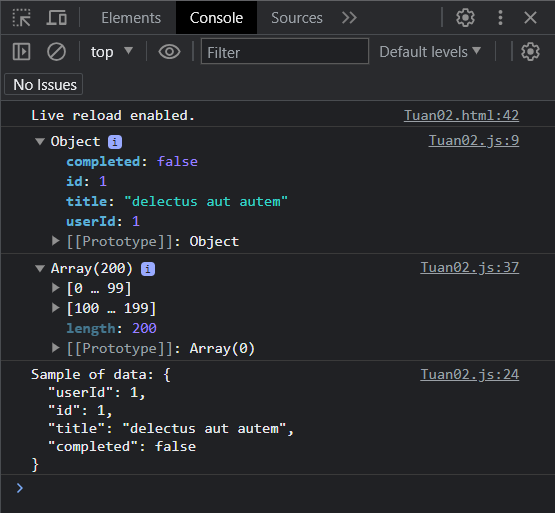 Elements Console Sources
top Filter Default levels
No Issues
Live reload enabled. Tuan02.html:42
Object i Tuan02.js:9
completed: false
id: 1
title: "delectus aut autem"
userId: 1
[[Prototype]]: Object
Array(200) i Tuan02.js:37
[0 … 99]
[100 … 199]
length: 200
[[Prototype]]: Array(0)
Sample of data: { Tuan02.js:24
"userId": 1,
"id": 1,
"title": "delectus aut autem",
"completed": false
}